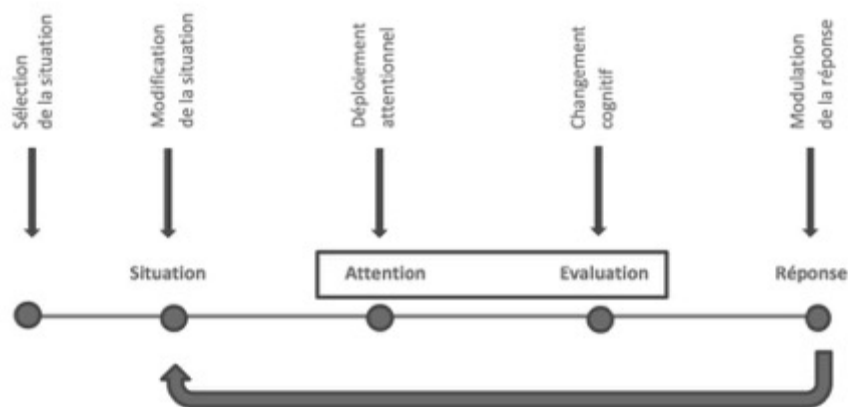 Sélection
de la situation
Modification
de la situation
Déploiement
attentionnel
Changement
cognitif
Modulation
de la réponse
Situation
Attention
Evaluation
Réponse